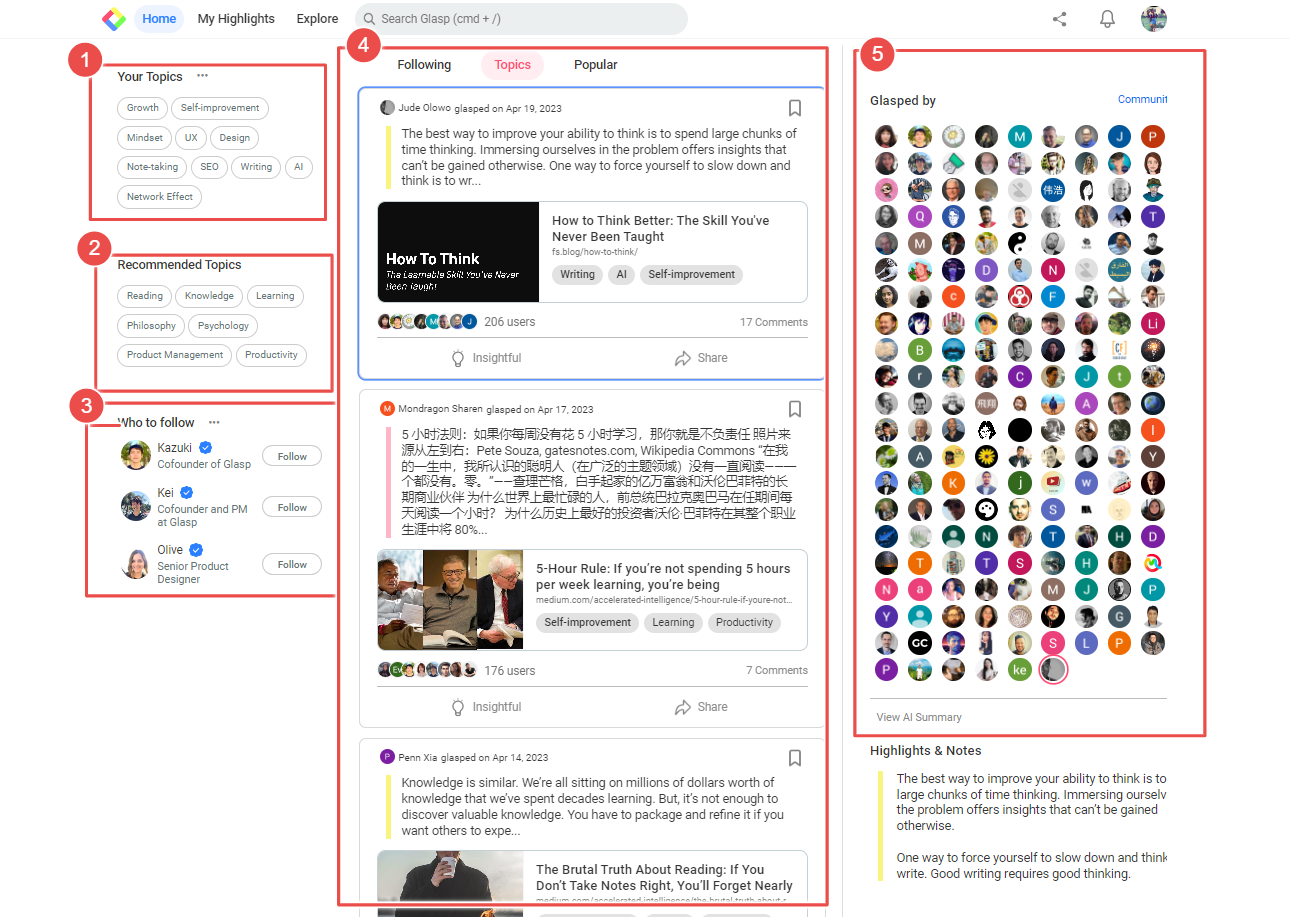 Home
My Highlights
Explore
Search Glasp (cmd + /)
1
Your Topics
Growth
Self-improvement
Mindset
UX
Design
Note-taking
SEO
Writing
AI
Network Effect
2
Recommended Topics
Reading
Knowledge
Learning
Philosophy
Psychology
Product Management
Productivity
3
Who to follow
Kazuki
Cofounder of Glasp
Follow
Kei
Cofounder and PM
at Glasp
Follow
Olive
Senior Product
Designer
Follow
4
Following
Topics
Popular
Jude Olowo glasped on Apr 19, 2023
The best way to improve your ability to think is to spend large chunks of
time thinking. Immersing ourselves in the problem offers insights that
can't be gained otherwise. One way to force yourself to slow down and
think is to wr...
How To Think
The Learnable Skill You've Never
Been Taught
How to Think Better: The Skill You've
Never Been Taught
fs.blog/how-to-think/
Writing
AI
Self-improvement
206 users
17 Comments
Insightful
Share
M
Mondragon Sharen glasped on Apr 17, 2023
5 小时法则：如果你每周没有花 5 小时学习，那你就是不负责任 照片来
源从左到右：Pete Souza, gatesnotes.com, Wikipedia Commons “在我
的一生中，我所认识的聪明人（在广泛的主题领域）没有一直阅读———一
个都没有。零。”——查理芒格，白手起家的亿万富翁和沃伦巴菲特的长
期商业伙伴 为什么世界上最忙碌的人，前总统巴拉克奥巴马在任期间每
天阅读一个小时？ 为什么历史上最好的投资者沃伦·巴菲特在其整个职业
生涯中将 80%...
5-Hour Rule: If you're not spending 5 hours
per week learning, you're being
medium.com/accelerated-intelligence/5-hour-rule-if-youre-not...
Self-improvement
Learning
Productivity
176 users
7 Comments
Insightful
Share
P
Penn Xia glasped on Apr 14, 2023
Knowledge is similar. We're all sitting on millions of dollars worth of
knowledge that we've spent decades learning. But, it's not enough to
discover valuable knowledge. You have to package and refine it if you
want others to expe...
The Brutal Truth About Reading: If You
Don't Take Notes Right, You'll Forget Nearly
5
Glasped by
Communit
M J P
伟浩
Q T
M
D N
C F
Li
B
r C J t
飛翔 A
A I
A Y
K j w
S
N T H D
T T S H
N a M J P
Y G
GC S L P
P ke
View AI Summary
Highlights & Notes
The best way to improve your ability to think is to
large chunks of time thinking. Immersing ourselv
the problem offers insights that can't be gained
otherwise.
One way to force yourself to slow down and think
write. Good writing requires good thinking.